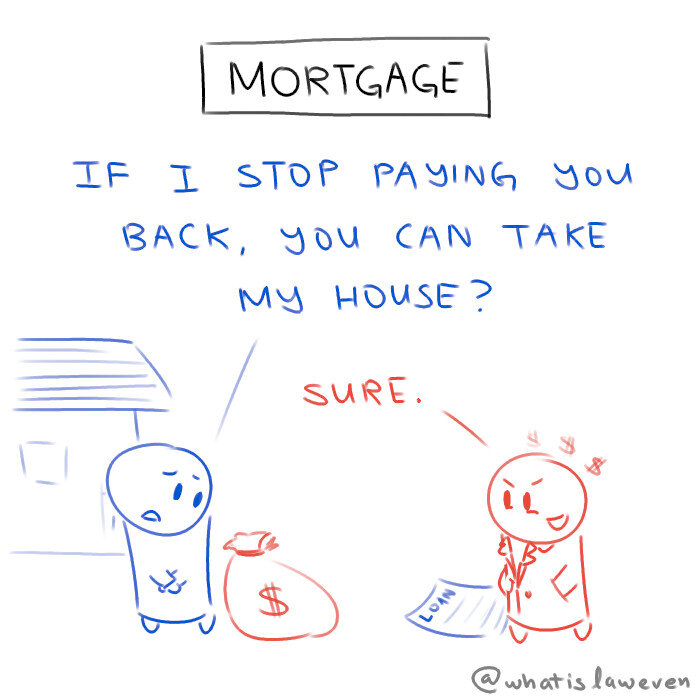 MORTGAGE
IF I STOP PAYING YOU
BACK, YOU CAN TAKE
MY HOUSE?
SURE.
$ $ $
$
LOAN
@whatislaweven